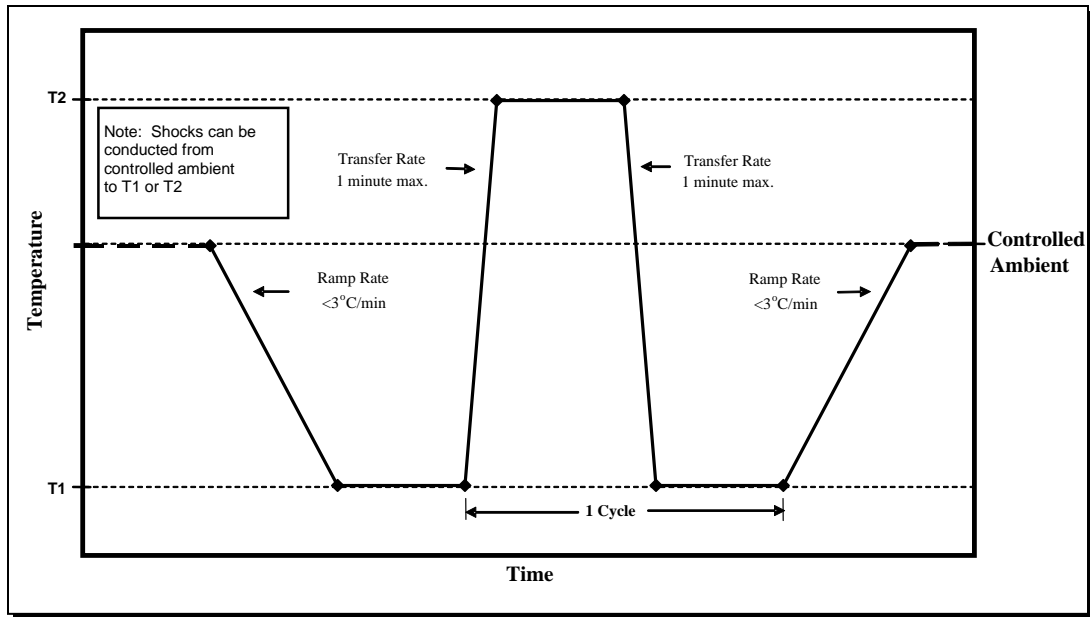 T2
Note: Shocks can be
conducted from
controlled ambient
to T1 or T2
Transfer Rate
1 minute max.
Transfer Rate
1 minute max.
Temperature
Controlled
Ambient
Ramp Rate
<3°C/min
Ramp Rate
<3°C/min
T1
1 Cycle
Time